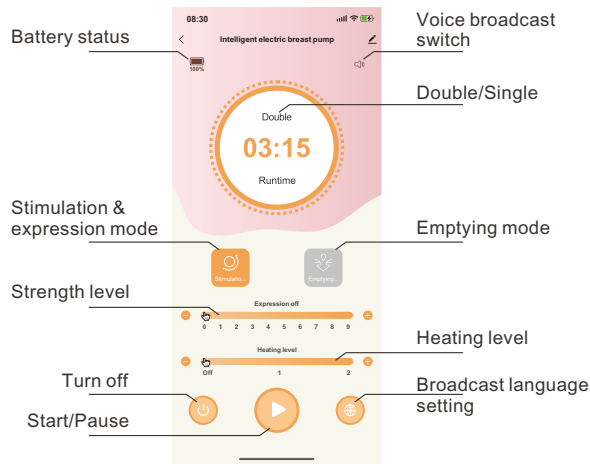 08:30
Intelligent electric breast pump
Voice broadcast
switch
Battery status
100%
Double/Single
Double
03:15
Runtime
Stimulation &
expression mode
Emptying mode
Stimulatio...
Emptying...
Strength level
Expression off
0 1 2 3 4 5 6 7 8 9
Heating level
Heating level
Off 1 2
Turn off
Broadcast language
setting
Start/Pause